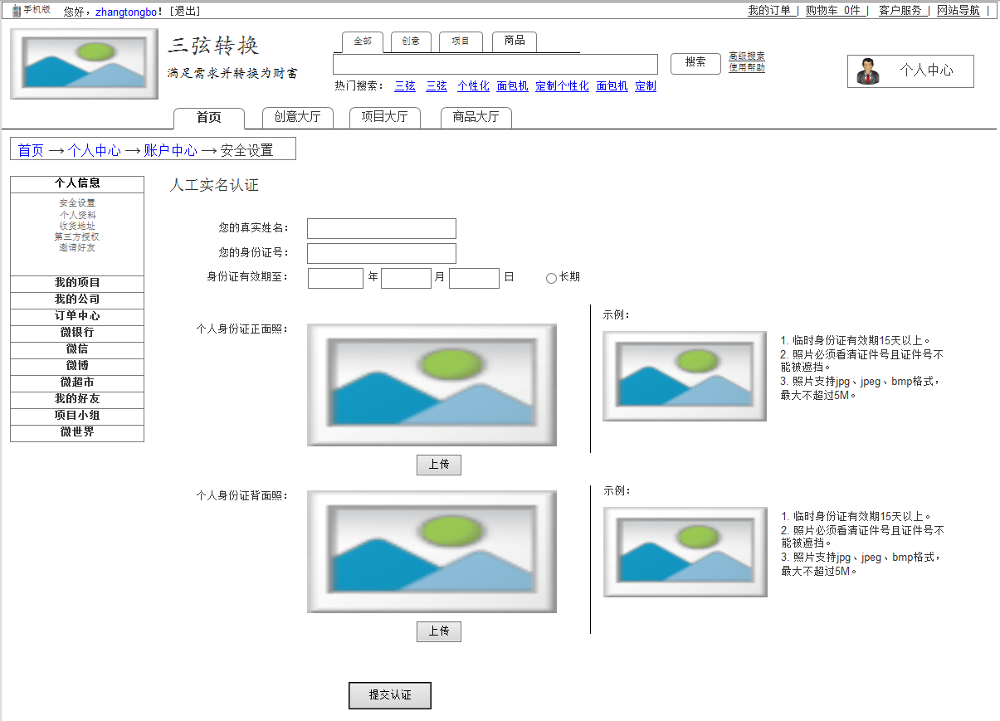 手机版 您好，zhangtongbo！[退出] 我的订单 | 购物车 0件 | 客户服务 | 网站导航 |
三弦转换
满足需求并转换为财富
全部 创意 项目 商品
搜索 高级搜索
使用帮助
热门搜索： 三弦 三弦 个性化 面包机 定制个性化 面包机 定制
个人中心
首页 创意大厅 项目大厅 商品大厅
首页 → 个人中心 → 账户中心 → 安全设置
个人信息
安全设置
个人资料
收货地址
第三方授权
邀请好友
我的项目
我的公司
订单中心
微银行
微信
微博
微超市
我的好友
项目小组
微世界
人工实名认证
您的真实姓名：
您的身份证号：
身份证有效期至： 年 月 日 长期
个人身份证正面照：
上传
示例：
1. 临时身份证有效期15天以上。
2. 照片必须看清证件号且证件号不
能被遮挡。
3. 照片支持jpg、jpeg、bmp格式，
最大不超过5M。
个人身份证背面照：
上传
示例：
1. 临时身份证有效期15天以上。
2. 照片必须看清证件号且证件号不
能被遮挡。
3. 照片支持jpg、jpeg、bmp格式，
最大不超过5M。
提交认证